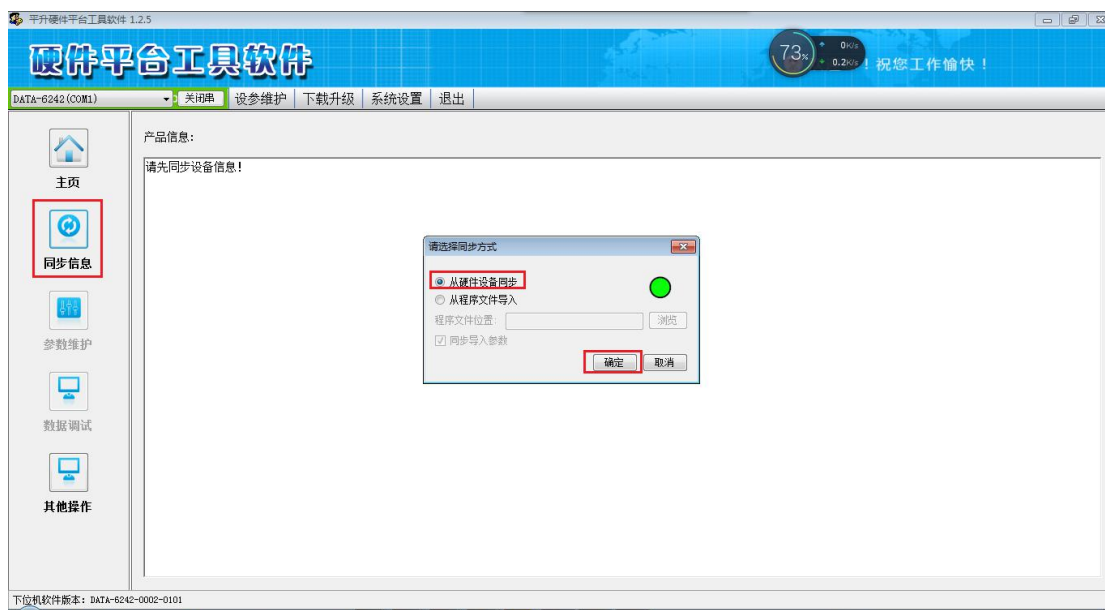 平升硬件平台工具软件 1.2.5
硬件平台工具软件
73%
0K/s
0.2K/s
！祝您工作愉快！
DATA-6242(COM1)
关闭串
设参维护
下载升级
系统设置
退出
主页
同步信息
参数维护
数据调试
其他操作
产品信息:
请先同步设备信息!
请选择同步方式
从硬件设备同步
从程序文件导入
程序文件位置:
浏览
同步导入参数
确定
取消
下位机软件版本: DATA-6242-0002-0101